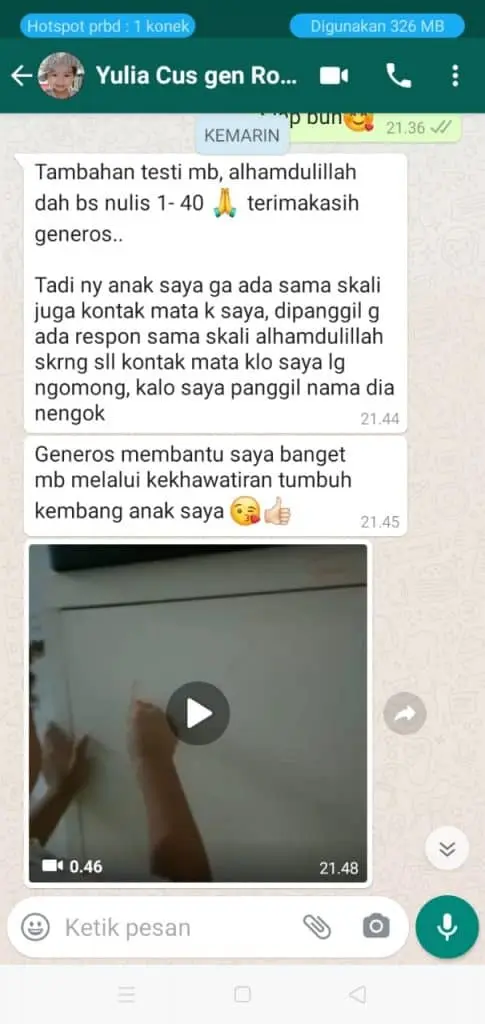 Hotspot prbd : 1 konek
Digunakan 326 MB
Yulia Cus gen Ro...
bun 21.36
KEMARIN
Tambahan testi mb, alhamdulillah
dah bs nulis 1- 40 🙏 terimakasih
generos..
Tadi ny anak saya ga ada sama skali
juga kontak mata k saya, dipanggil g
ada respon sama skali alhamdulillah
skrng sll kontak mata klo saya lg
ngomong, kalo saya panggil nama dia
nengok
21.44
Generos membantu saya banget
mb melalui kekhawatiran tumbuh
kembang anak saya 😘👍🏻
21.45
0.46
21.48
Ketik pesan